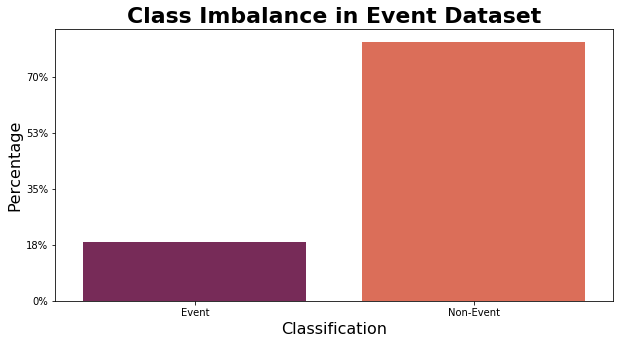 Class Imbalance in Event Dataset
Percentage
70%
53%
35%
18%
0%
Event
Non-Event
Classification